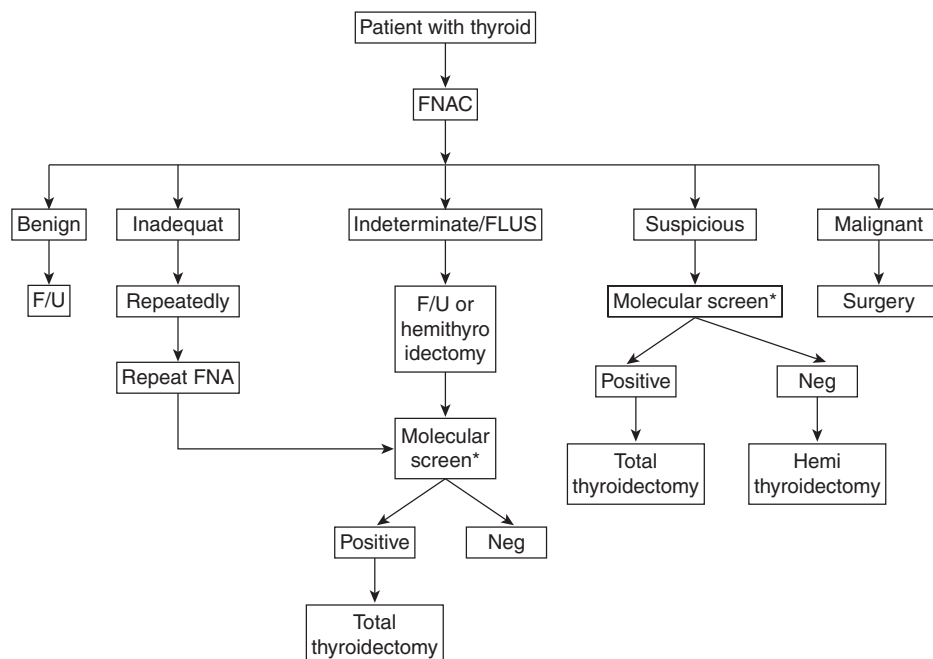 Patient with thyroid
FNAC
Benign
Inadequat
Indeterminate/FLUS
Suspicious
Malignant
F/U
Repeatedly
F/U or
hemithyro
idectomy
Molecular screen*
Surgery
Repeat FNA
Positive
Neg
Molecular
screen*
Total
thyroidectomy
Hemi
thyroidectomy
Positive
Neg
Total
thyroidectomy